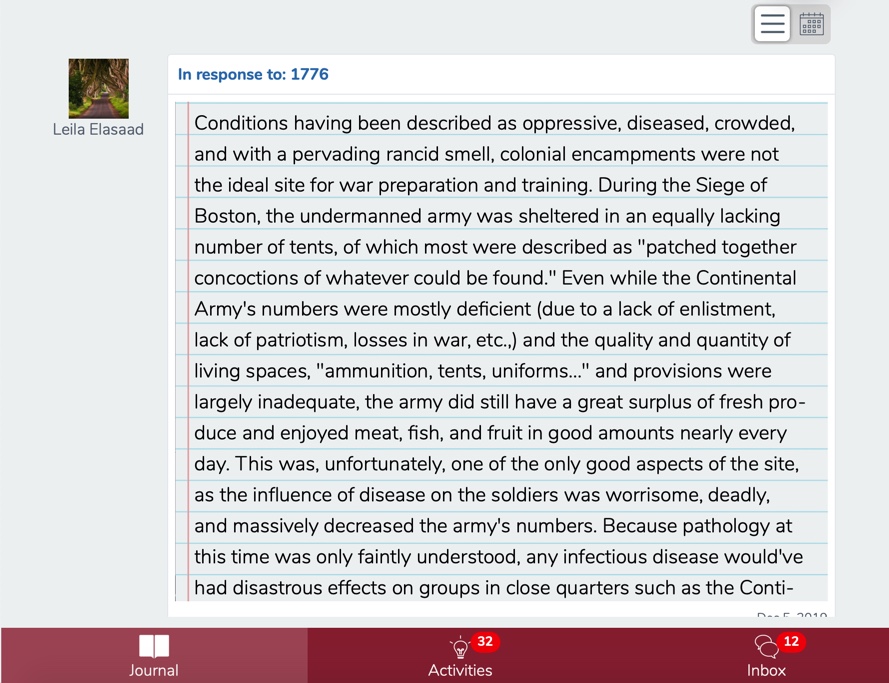 In response to: 1776
Leila Elasaad
Conditions having been described as oppressive, diseased, crowded,
and with a pervading rancid smell, colonial encampments were not
the ideal site for war preparation and training. During the Siege of
Boston, the undermanned army was sheltered in an equally lacking
number of tents, of which most were described as "patched together
concoctions of whatever could be found." Even while the Continental
Army's numbers were mostly deficient (due to a lack of enlistment,
lack of patriotism, losses in war, etc.,) and the quality and quantity of
living spaces, "ammunition, tents, uniforms..." and provisions were
largely inadequate, the army did still have a great surplus of fresh pro-
duce and enjoyed meat, fish, and fruit in good amounts nearly every
day. This was, unfortunately, one of the only good aspects of the site,
as the influence of disease on the soldiers was worrisome, deadly,
and massively decreased the army's numbers. Because pathology at
this time was only faintly understood, any infectious disease would've
had disastrous effects on groups in close quarters such as the Conti-
Dec 5, 2019
32
12
Journal
Activities
Inbox